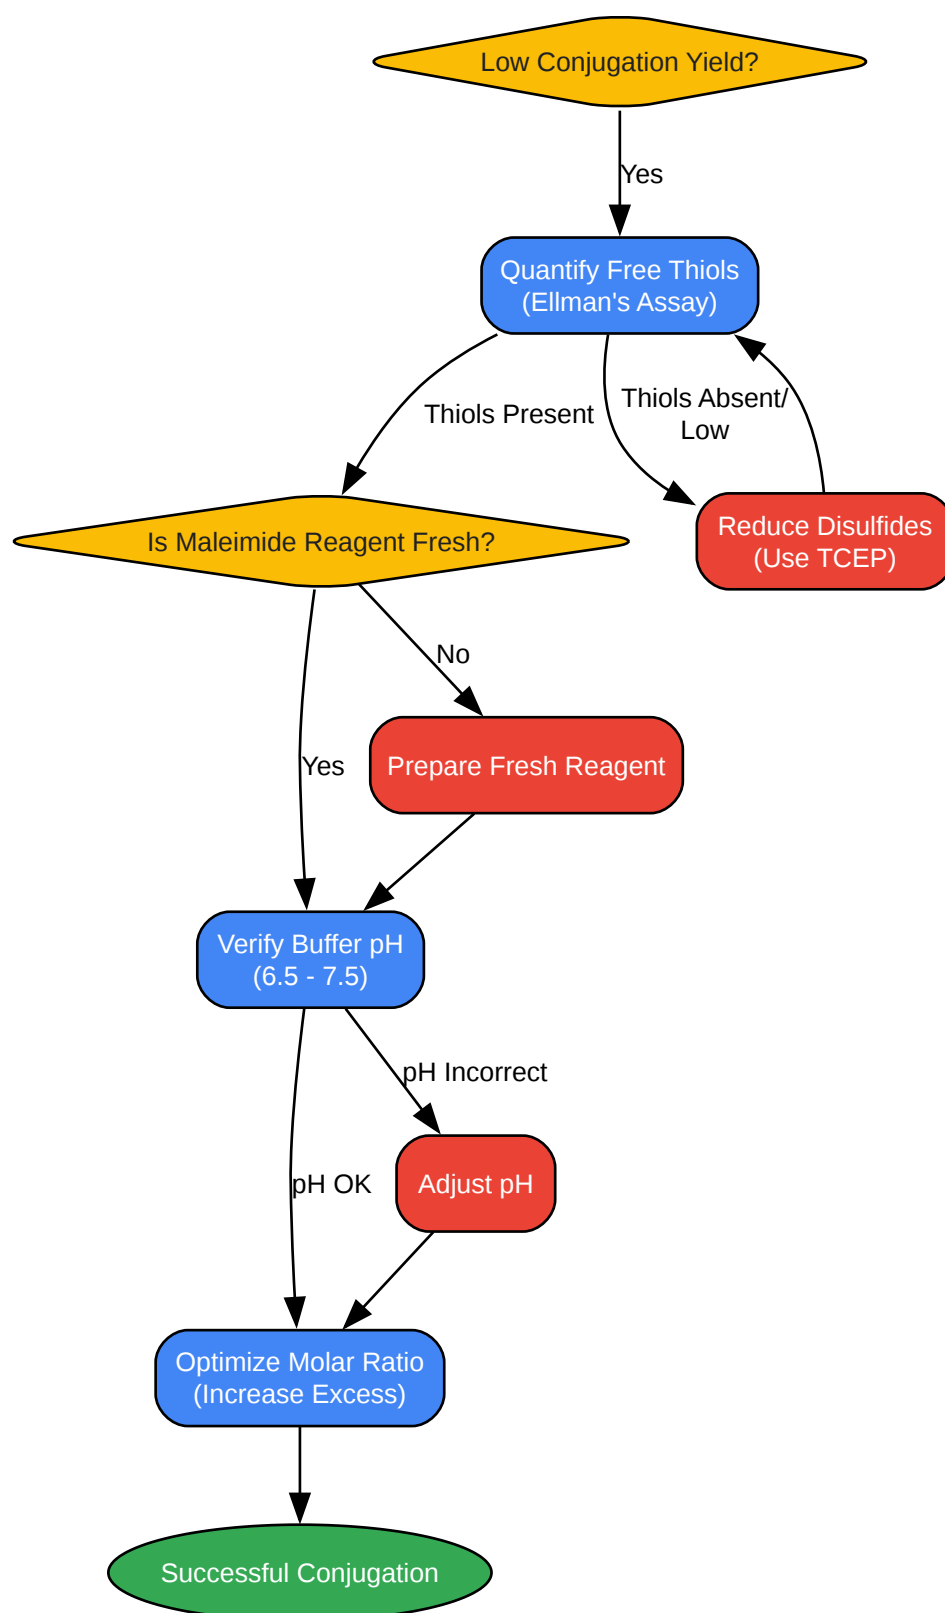 Low Conjugation Yield?
Yes
Quantify Free Thiols
(Ellman's Assay)
Thiols Present
Thiols Absent/
Low
Reduce Disulfides
(Use TCEP)
Is Maleimide Reagent Fresh?
No
Yes
Prepare Fresh Reagent
Verify Buffer pH
(6.5 - 7.5)
pH Incorrect
pH OK
Adjust pH
Optimize Molar Ratio
(Increase Excess)
Successful Conjugation